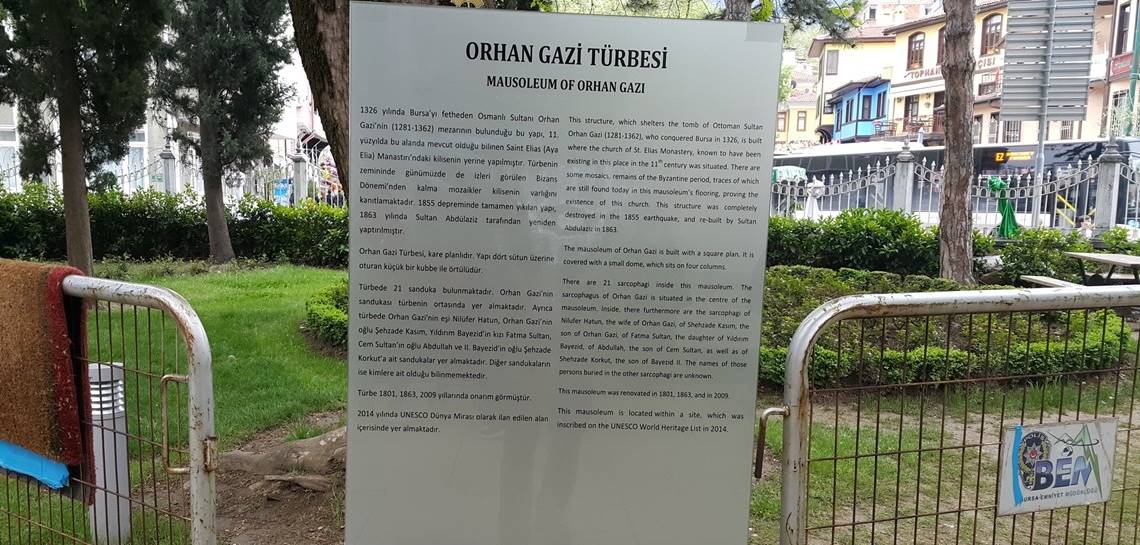 ORHAN GAZİ TÜRBESİ
MAUSOLEUM OF ORHAN GAZI
1326 yılında Bursa'yı fetheden Osmanlı Sultanı Orhan
Gazi'nin (1281-1362) mezarının bulunduğu bu yapı, 11.
yüzyılda bu alanda mevcut olduğu bilinen Saint Elias (Aya
Elia) Manastırı'ndaki kilisenin yerine yapılmıştır. Türbenin
zemininde günümüzde de izleri görülen Bizans
Dönemi'nden kalma mozaikler kilisenin varlığını
kanıtlamaktadır. 1855 depreminde tamamen yıkılan yapı,
1863 yılında Sultan Abdülaziz tarafından yeniden
yaptırılmıştır.
Orhan Gazi Türbesi, kare planlıdır. Yapı dört sütun üzerine
oturan küçük bir kubbe ile örtülüdür.
Türbede 21 sanduka bulunmaktadır. Orhan Gazi'nin
sandukası türbenin ortasında yer almaktadır. Ayrıca
türbede Orhan Gazi'nin eşi Nilüfer Hatun, Orhan Gazi'nin
oğlu Şehzade Kasım, Yıldırım Bayezid'in kızı Fatma Sultan,
Cem Sultan'ın oğlu Abdullah ve II. Bayezid'in oğlu Şehzade
Korkut'a ait sandukalar yer almaktadır. Diğer sandukaların
ise kimlere ait olduğu bilinmemektedir.
Türbe 1801, 1863, 2009 yıllarında onarım görmüştür.
2014 yılında UNESCO Dünya Mirası olarak ilan edilen alan
içerisinde yer almaktadır.
This structure, which shelters the tomb of Ottoman Sultan
Orhan Gazi (1281-1362), who conquered Bursa in 1326, is built
where the church of St. Elias Monastery, known to have been
existing in this place in the 11th century was situated. There are
some mosaics, remains of the Byzantine period, traces of which
are still found today in this mausoleum's flooring, proving the
existence of this church. This structure was completely
destroyed in the 1855 earthquake, and re-built by Sultan
Abdulaziz in 1863.
The mausoleum of Orhan Gazi is built with a square plan. It is
covered with a small dome, which sits on four columns.
There are 21 sarcophagi inside this mausoleum. The
sarcophagus of Orhan Gazi is situated in the centre of the
mausoleum. Inside, there furthermore are the sarcophagi of
Nilufer Hatun, the wife of Orhan Gazi, of Shehzade Kasım, the
son of Orhan Gazi, of Fatma Sultan, the daughter of Yıldırım
Bayezid, of Abdullah, the son of Cem Sultan, as well as of
Shehzade Korkut, the son of Bayezid II. The names of those
persons buried in the other sarcophagi are unknown.
This mausoleum was renovated in 1801, 1863, and in 2009.
This mausoleum is located within a site, which was
inscribed on the UNESCO World Heritage List in 2014.
TOPHANE
EZ
POLİS
BEM
BURSA EMNİYET MÜDÜRLÜĞÜ